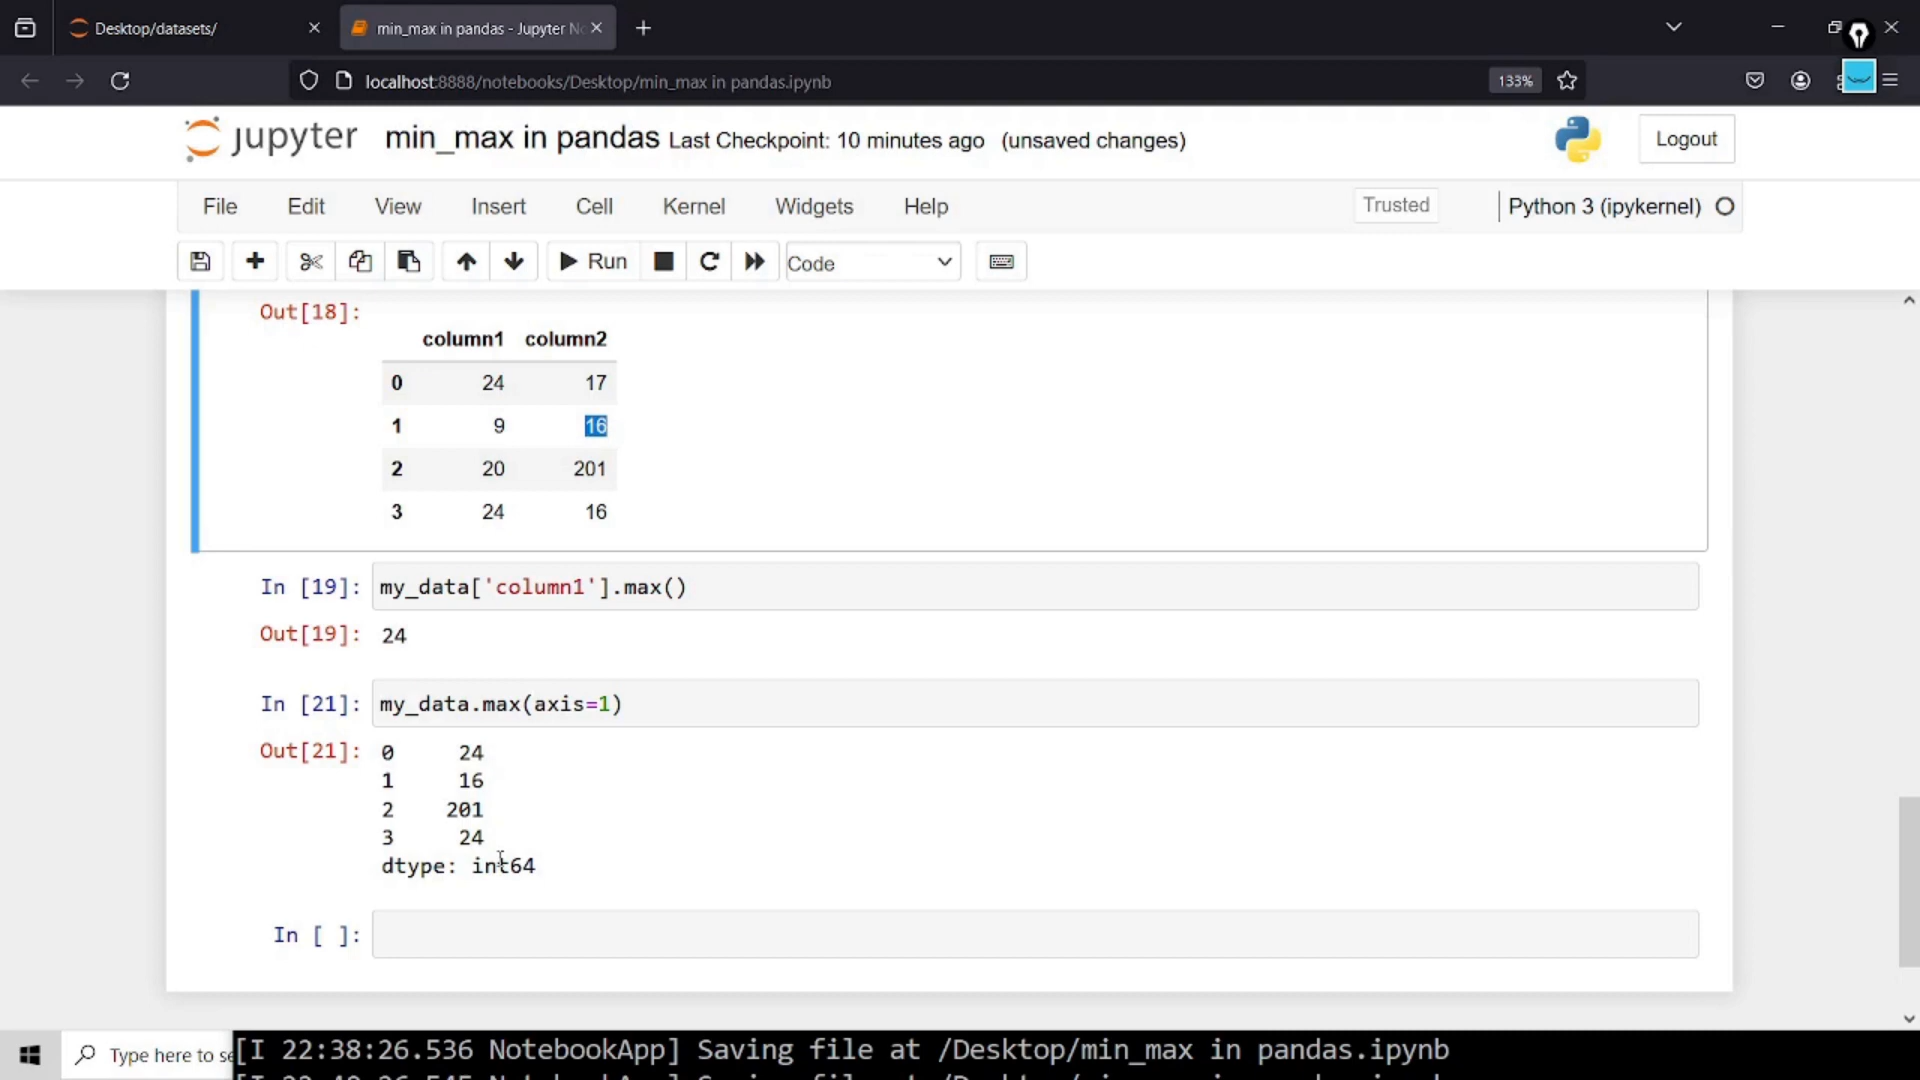 Desktop/datasets/
min_max in pandas - Jupyter No
localhost:8888/notebooks/Desktop/min_max in pandas.ipynb
133%
jupyter min_max in pandas Last Checkpoint: 10 minutes ago (unsaved changes)
Logout
File Edit View Insert Cell Kernel Widgets Help
Trusted
Python 3 (ipykernel)
Run
Code
Out[18]:
column1 column2
0 24 17
1 9 16
2 20 201
3 24 16
In [19]: my_data['column1'].max()
Out[19]: 24
In [21]: my_data.max(axis=1)
Out[21]: 0 24
1 16
2 201
3 24
dtype: int64
In [ ]:
Type here to se
[I 22:38:26.536 NotebookApp] Saving file at /Desktop/min_max in pandas.ipynb